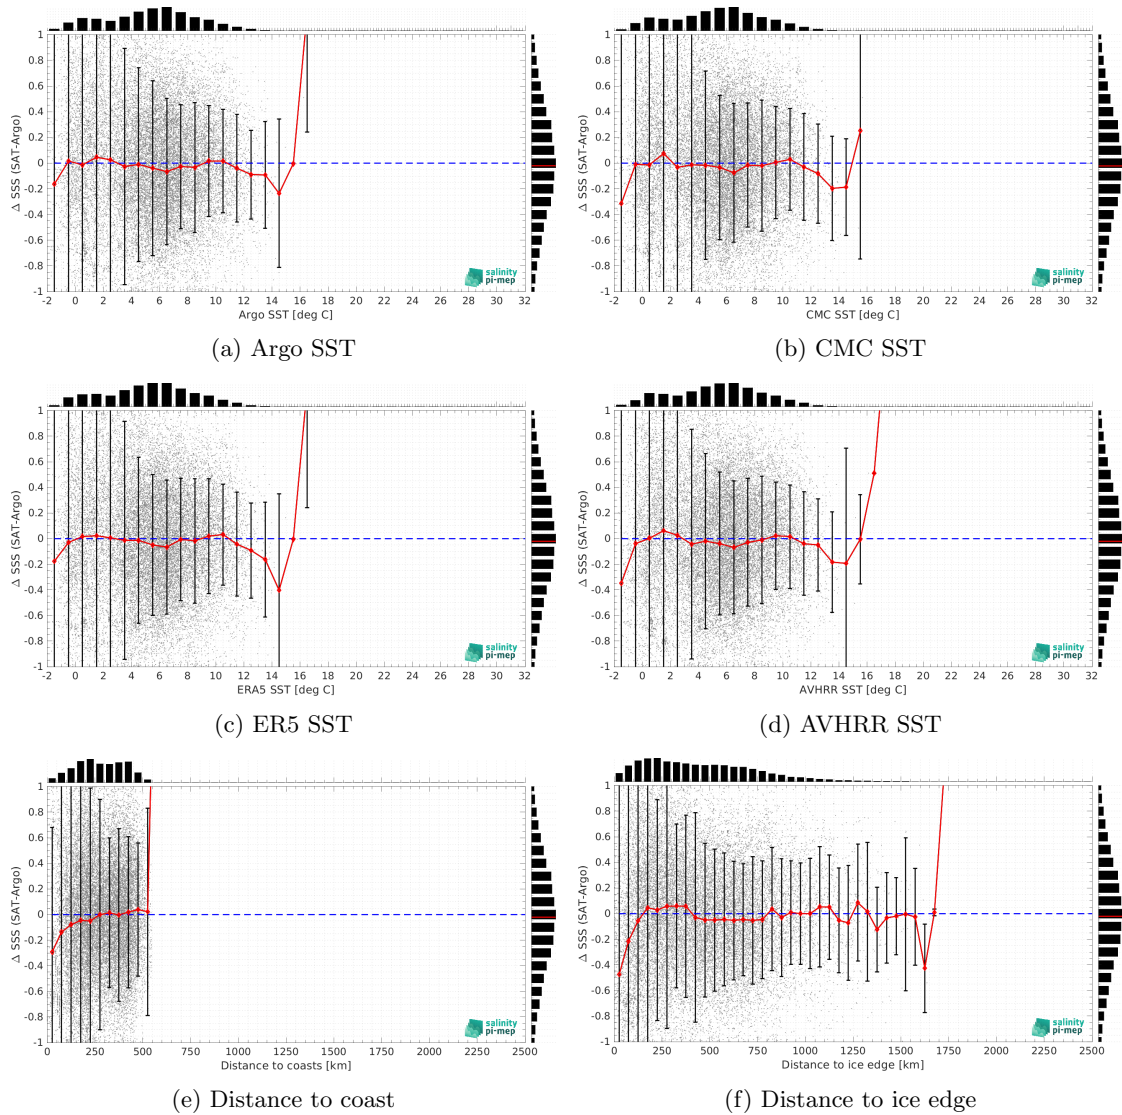 1
0.8
0.6
0.4
0.2
0
-0.2
-0.4
-0.6
-0.8
-1
Δ SSS (SAT-Argo)
-2 0 2 4 6 8 10 12 14 16 18 20 22 24 26 28 30 32
Argo SST [deg C]
salinity
pi-mep
(a) Argo SST
1
0.8
0.6
0.4
0.2
0
-0.2
-0.4
-0.6
-0.8
-1
Δ SSS (SAT-Argo)
-2 0 2 4 6 8 10 12 14 16 18 20 22 24 26 28 30 32
CMC SST [deg C]
salinity
pi-mep
(b) CMC SST
1
0.8
0.6
0.4
0.2
0
-0.2
-0.4
-0.6
-0.8
-1
Δ SSS (SAT-Argo)
-2 0 2 4 6 8 10 12 14 16 18 20 22 24 26 28 30 32
ERA5 SST [deg C]
salinity
pi-mep
(c) ER5 SST
1
0.8
0.6
0.4
0.2
0
-0.2
-0.4
-0.6
-0.8
-1
Δ SSS (SAT-Argo)
-2 0 2 4 6 8 10 12 14 16 18 20 22 24 26 28 30 32
AVHRR SST [deg C]
salinity
pi-mep
(d) AVHRR SST
1
0.8
0.6
0.4
0.2
0
-0.2
-0.4
-0.6
-0.8
-1
Δ SSS (SAT-Argo)
0 250 500 750 1000 1250 1500 1750 2000 2250 2500
Distance to coasts [km]
salinity
pi-mep
(e) Distance to coast
1
0.8
0.6
0.4
0.2
0
-0.2
-0.4
-0.6
-0.8
-1
Δ SSS (SAT-Argo)
0 250 500 750 1000 1250 1500 1750 2000 2250 2500
Distance to ice edge [km]
salinity
pi-mep
(f) Distance to ice edge